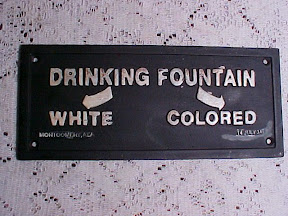 DRINKING FOUNTAIN
WHITE COLORED
MONTGOMERY, ALA.